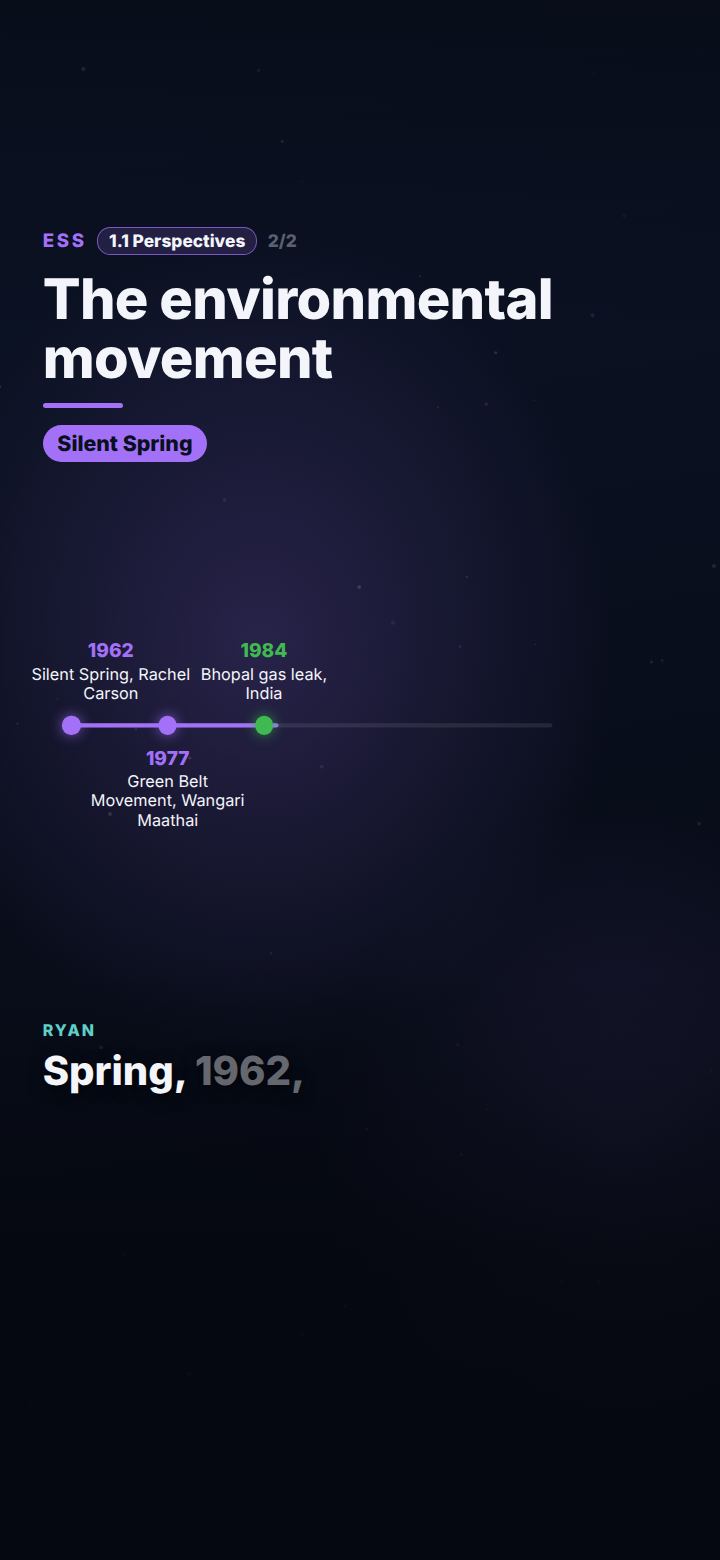 ESS 1.1 Perspectives 2/2
The environmental
movement
Silent Spring
1962
Silent Spring, Rachel
Carson
1984
Bhopal gas leak,
India
1977
Green Belt
Movement, Wangari
Maathai
RYAN
Spring, 1962,